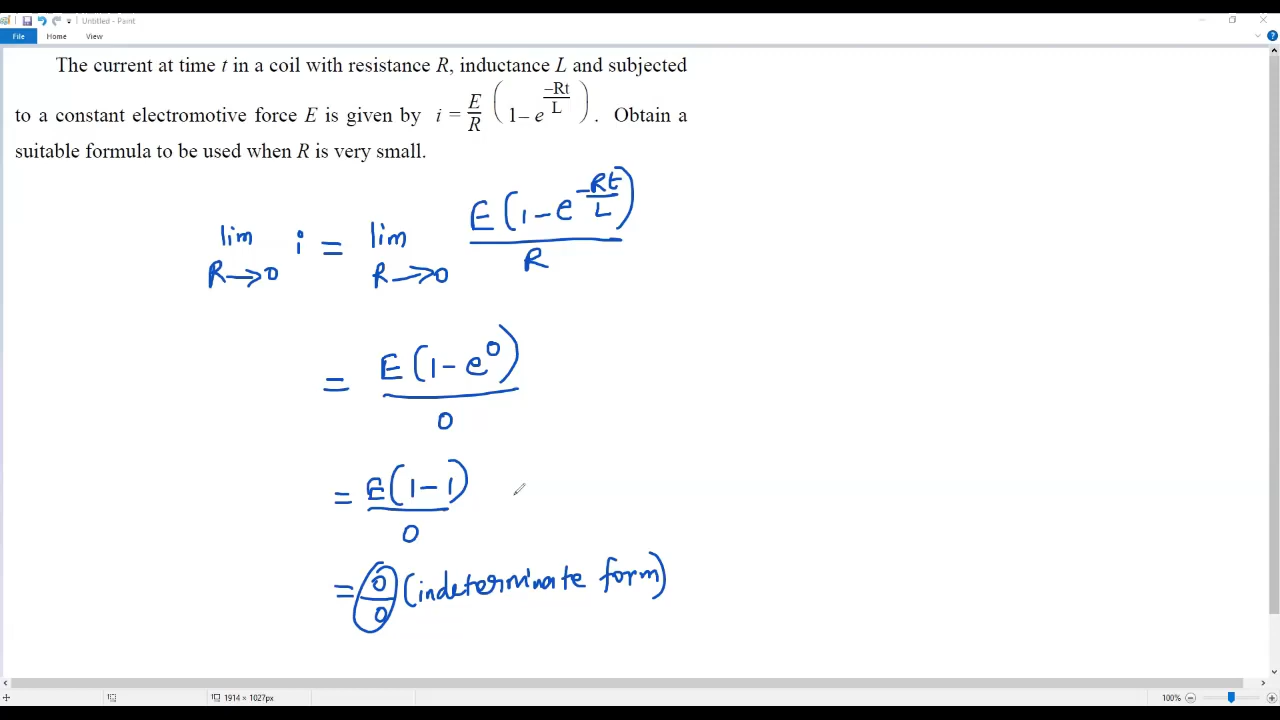 Untitled - Paint
File Home View
The current at time t in a coil with resistance R, inductance L and subjected
to a constant electromotive force E is given by i = E/R (1– e^(–Rt/L)). Obtain a
suitable formula to be used when R is very small.
lim R→0 i = lim R→0 E(1-e^(-Rt/L))/R
= E(1-e^0)/0
= E(1-1)/0
= 0/0 (indeterminate form)
1914 × 1027px 100%